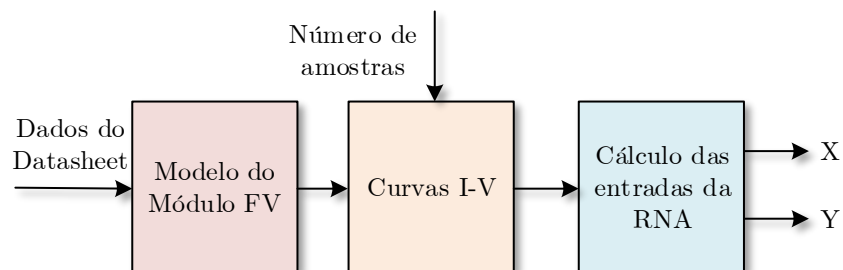 Número de
amostras
Dados do
Datasheet
Modelo do
Módulo FV
Curvas I-V
Cálculo das
entradas da
RNA
X
Y